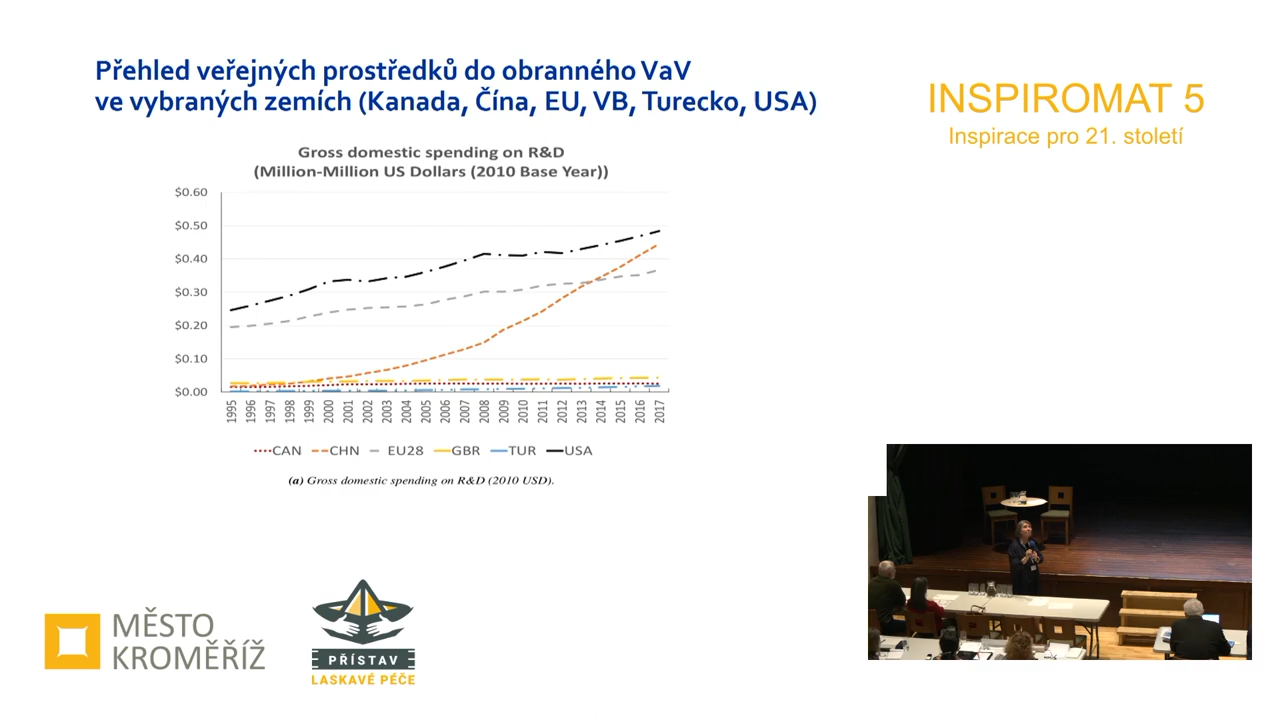 Přehled veřejných prostředků do obranného VaV
ve vybraných zemích (Kanada, Čína, EU, VB, Turecko, USA)
INSPIROMAT 5
Inspirace pro 21. století
Gross domestic spending on R&D
(Million-Million US Dollars (2010 Base Year))
$0.60
$0.50
$0.40
$0.30
$0.20
$0.10
$0.00
1995 1996 1997 1998 1999 2000 2001 2002 2003 2004 2005 2006 2007 2008 2009 2010 2011 2012 2013 2014 2015 2016 2017
CAN CHN EU28 GBR TUR USA
(a) Gross domestic spending on R&D (2010 USD).
MĚSTO
KROMĚŘÍŽ
PŘÍSTAV
LASKAVÉ PÉČE